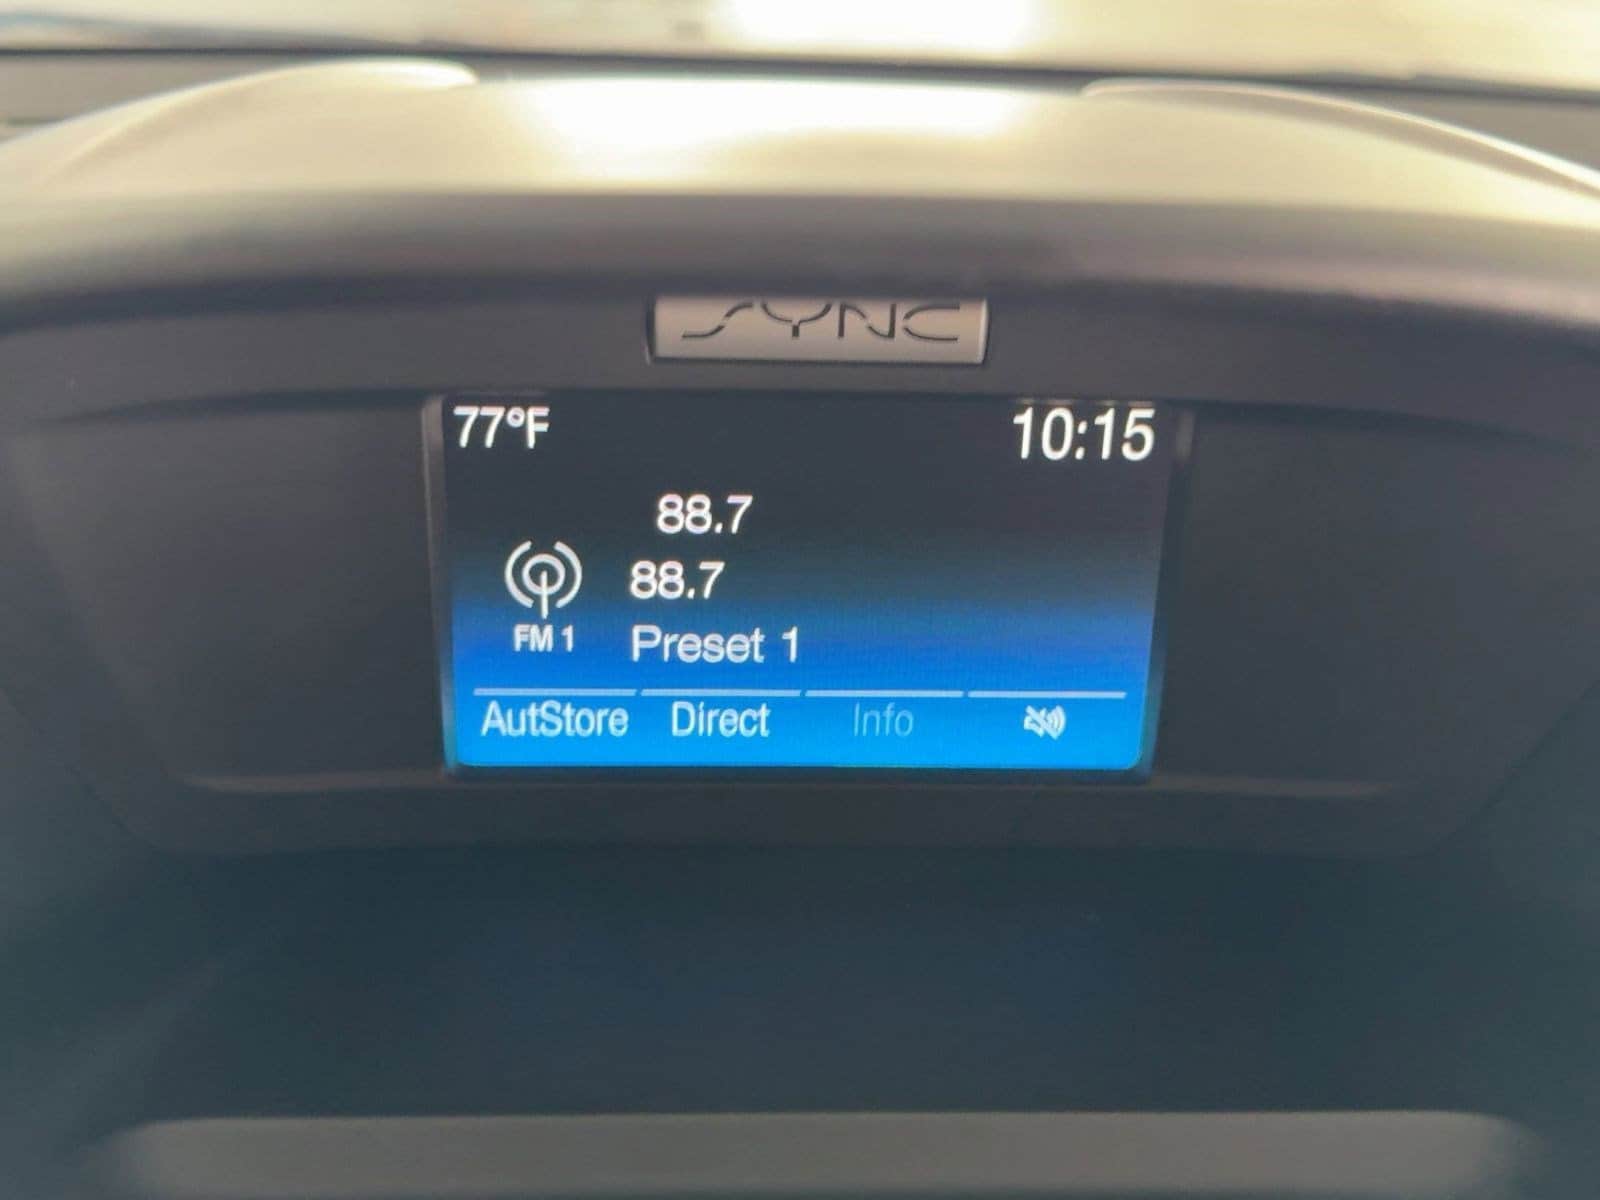 SYNC
77°F 10:15
88.7
88.7
FM 1 Preset 1
AutStore Direct Info